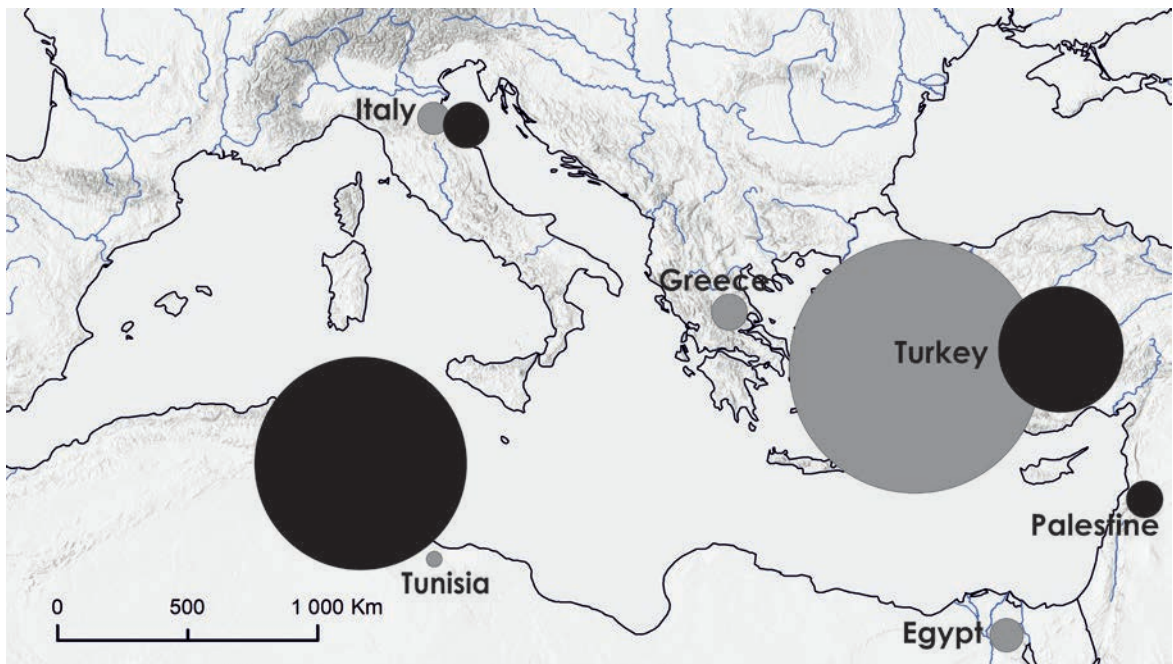 Italy
Greece
Turkey
Palestine
Tunisia
0 500 1 000 Km
Egypt